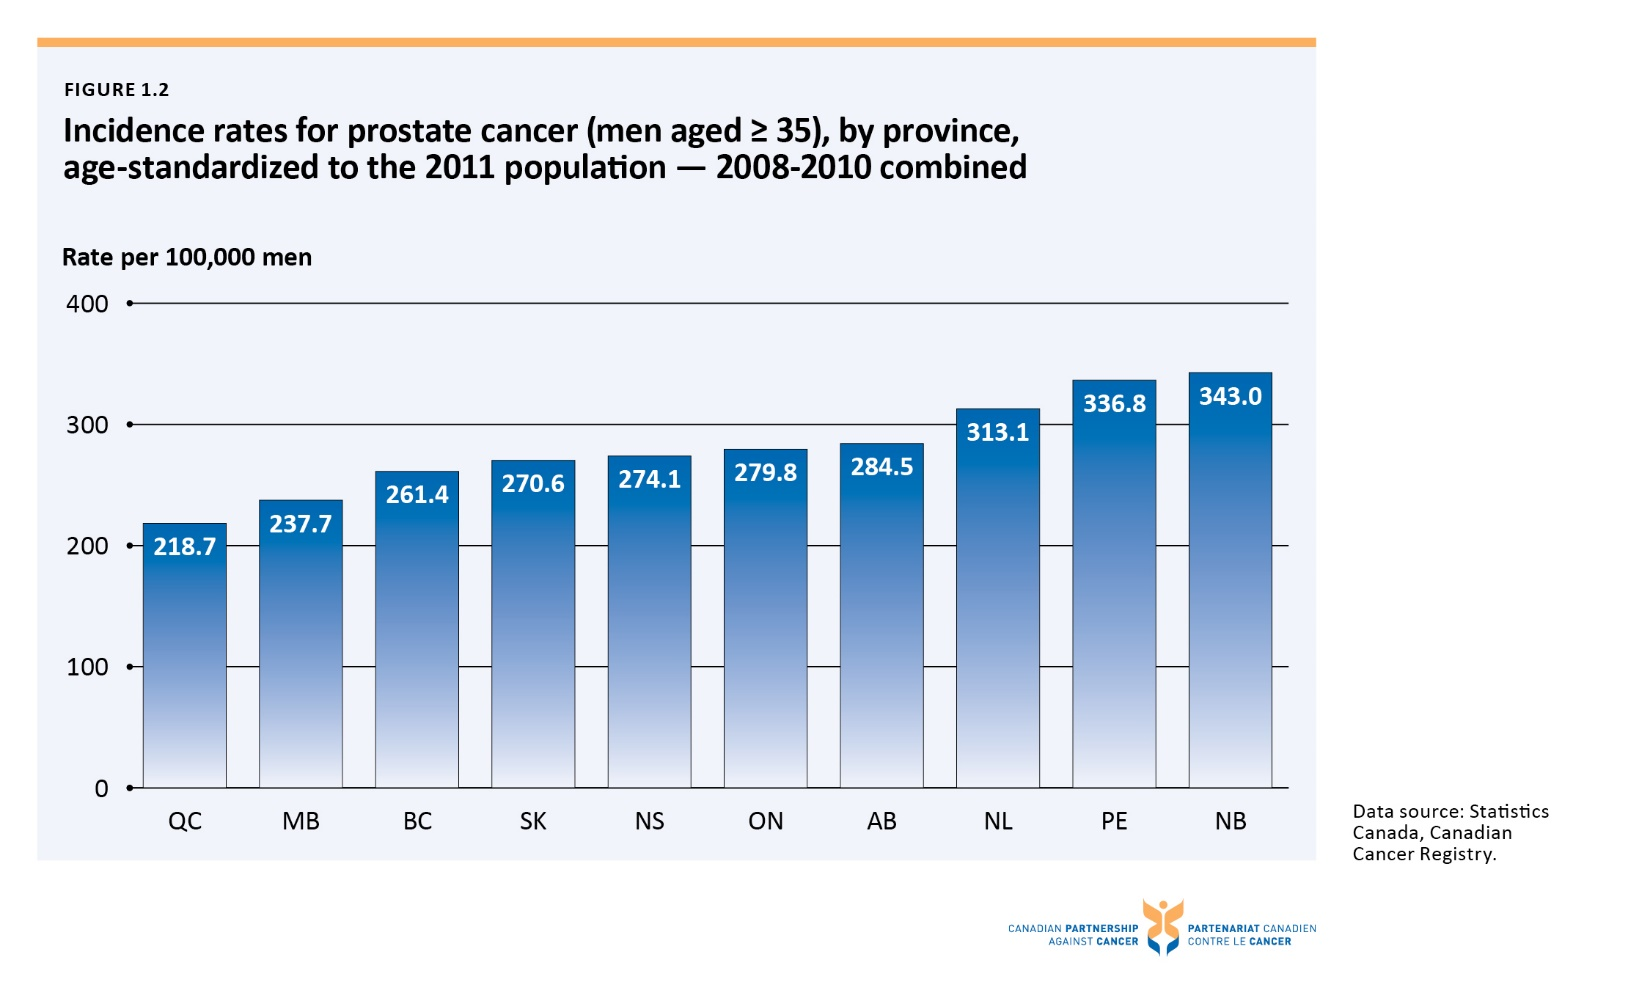 FIGURE 1.2
Incidence rates for prostate cancer (men aged ≥ 35), by province,
age-standardized to the 2011 population — 2008-2010 combined
Rate per 100,000 men
400
300
200
100
0
218.7
237.7
261.4
270.6
274.1
279.8
284.5
313.1
336.8
343.0
QC
MB
BC
SK
NS
ON
AB
NL
PE
NB
Data source: Statistics
Canada, Canadian
Cancer Registry.
CANADIAN PARTNERSHIP
AGAINST CANCER
PARTENARIAT CANADIEN
CONTRE LE CANCER